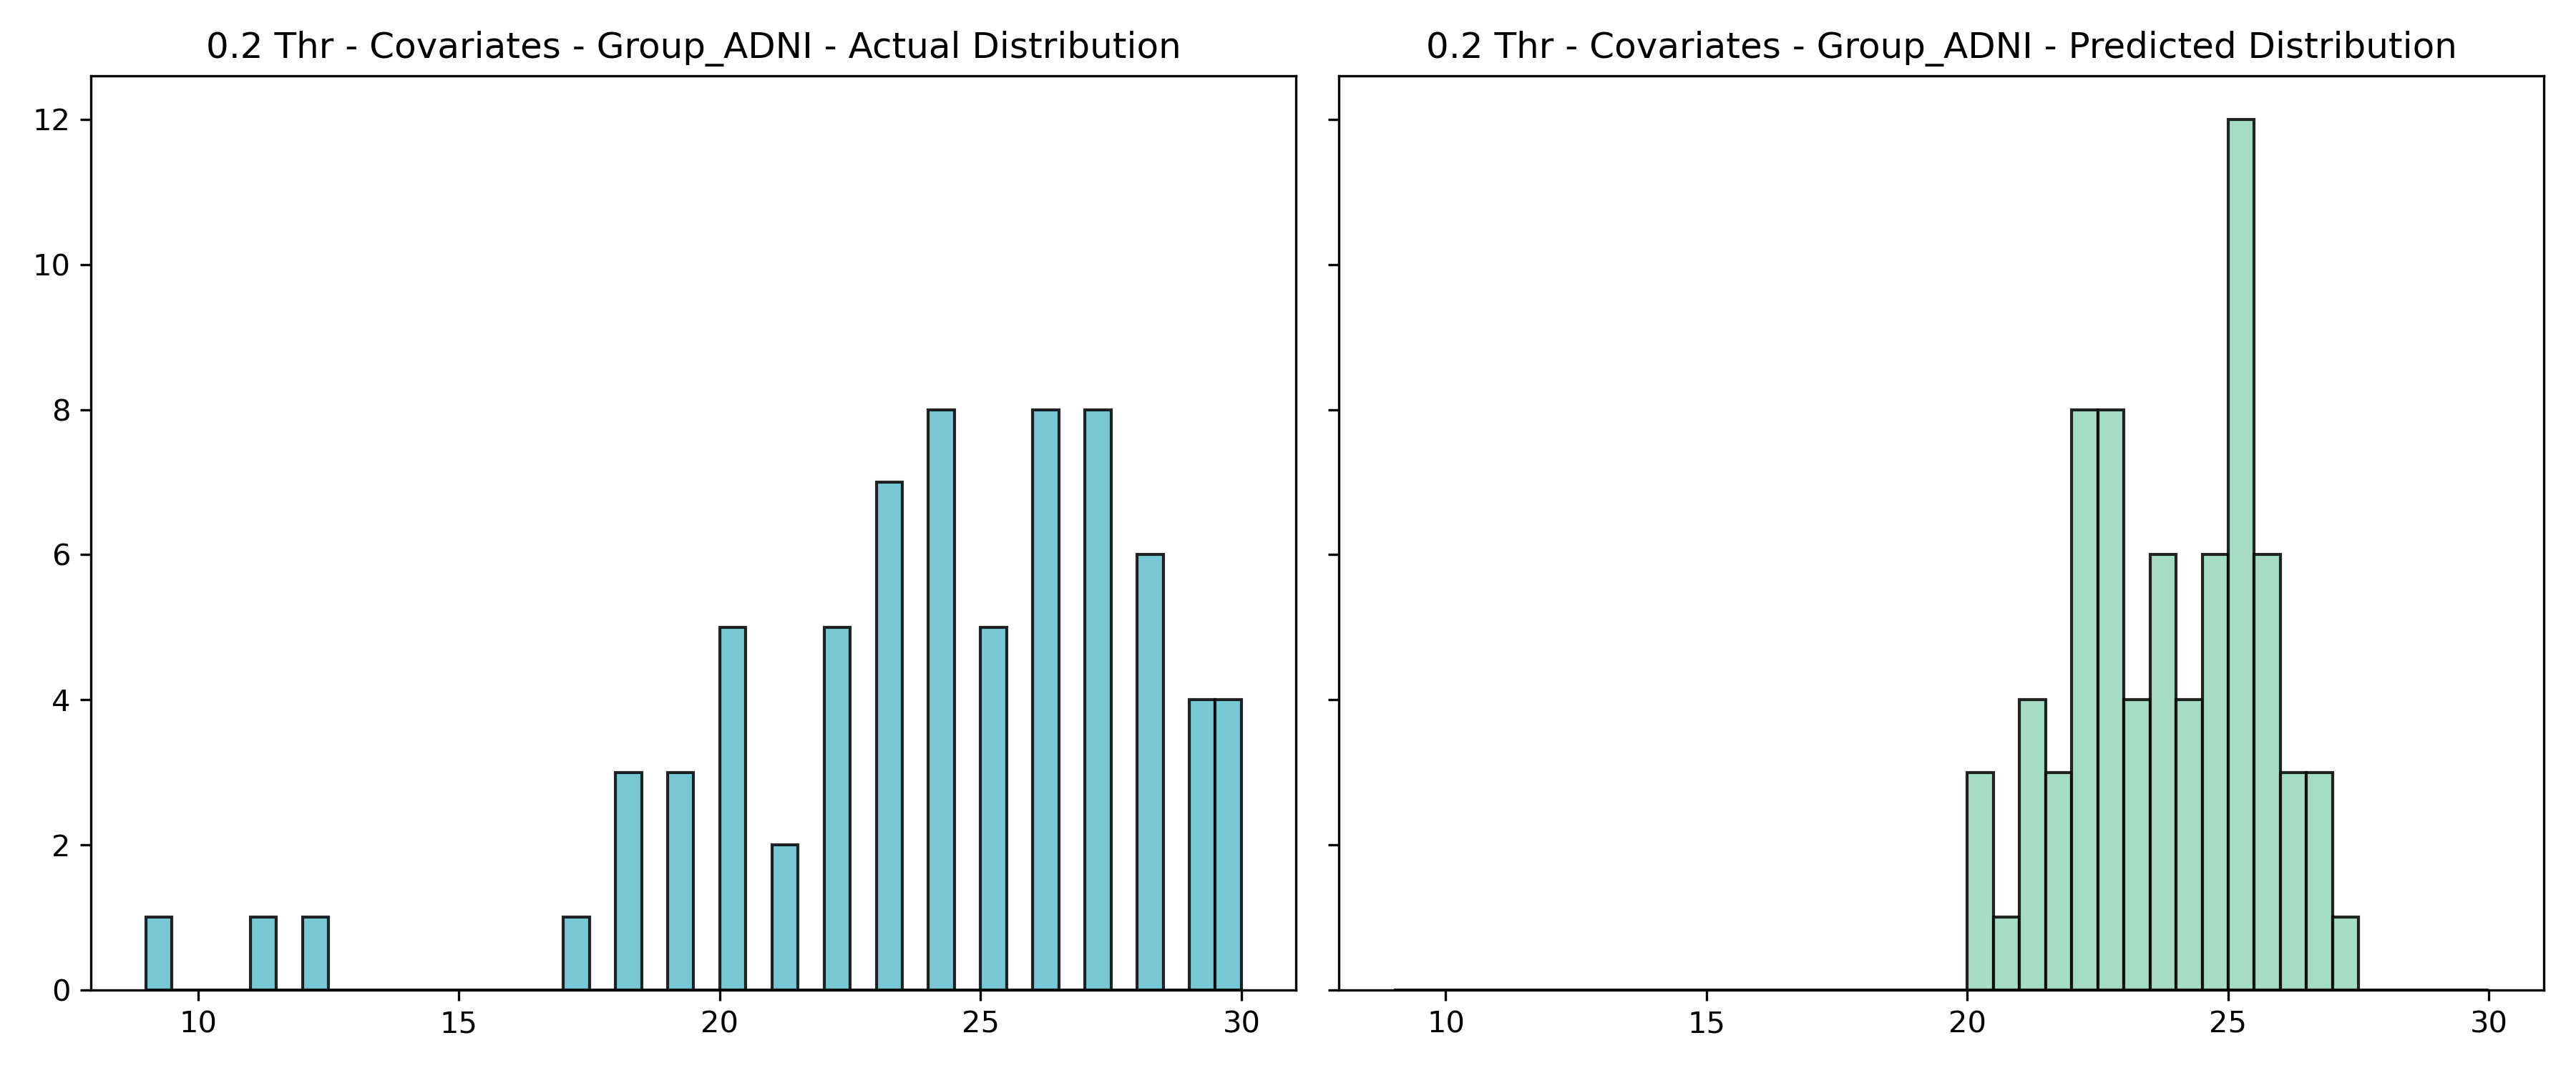 0.2 Thr - Covariates - Group_ADNI - Actual Distribution
12
10
8
6
4
2
0
10 15 20 25 30
0.2 Thr - Covariates - Group_ADNI - Predicted Distribution
10 15 20 25 30